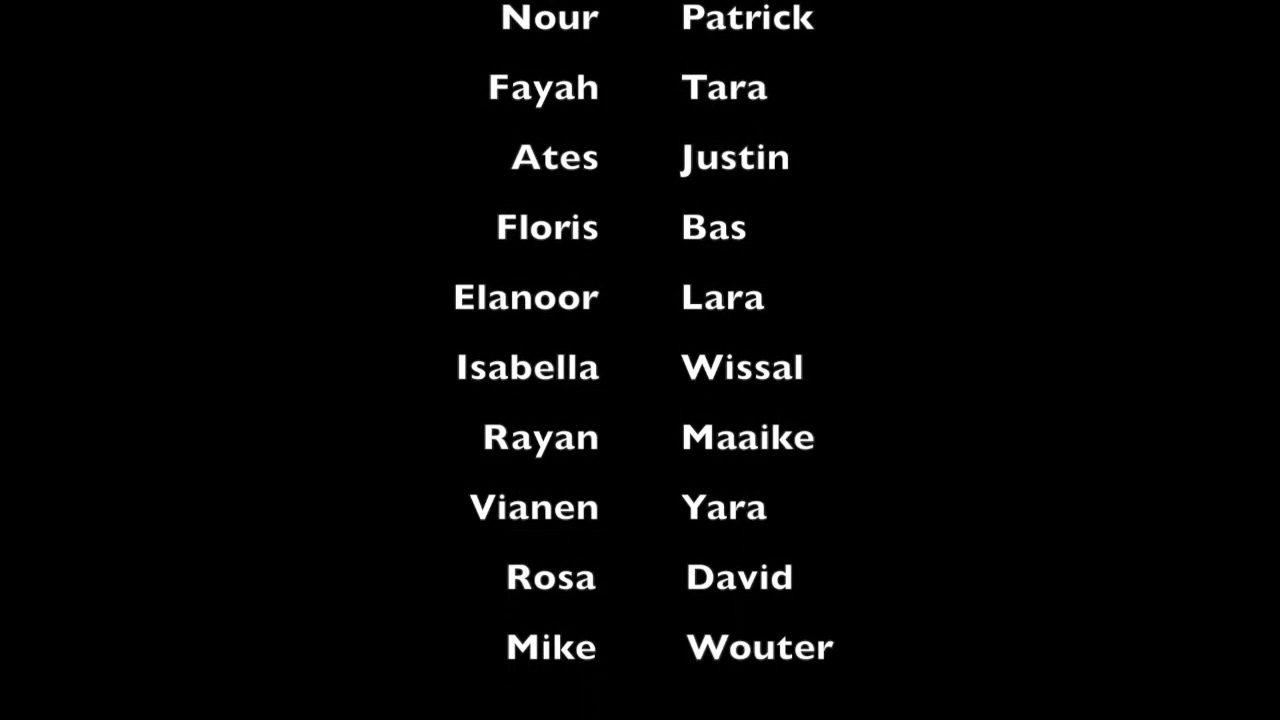 Nour Patrick
Fayah Tara
Ates Justin
Floris Bas
Elanoor Lara
Isabella Wissal
Rayan Maaike
Vianen Yara
Rosa David
Mike Wouter